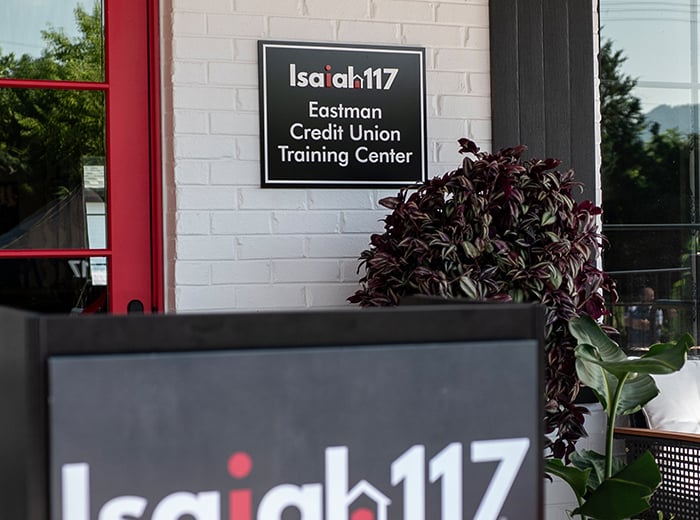 Isaiah117
Eastman
Credit Union
Training Center
Isaiah117